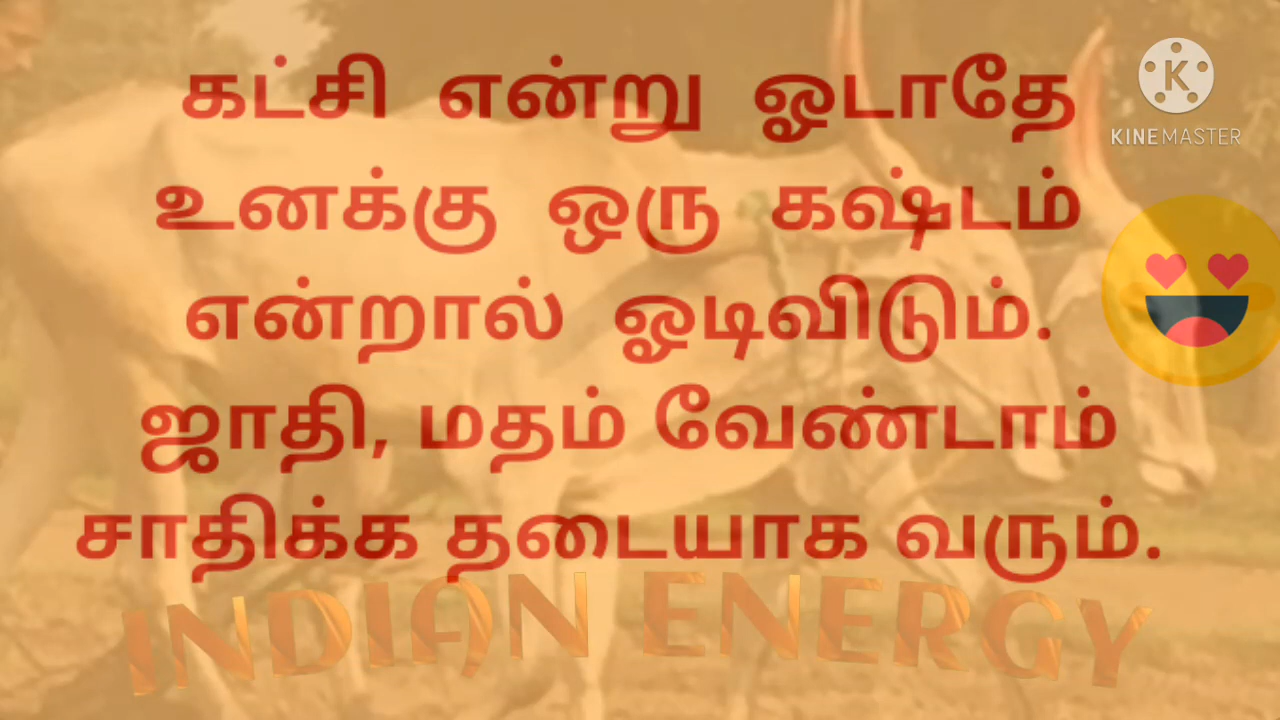 கட்சி என்று ஓடாதே
உனக்கு ஒரு கஷ்டம்
என்றால் ஓடிவிடும்.
ஜாதி, மதம் வேண்டாம்
சாதிக்க தடையாக வரும்.
INDIAN ENERGY
K
KINEMASTER